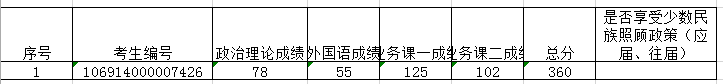 序号 考生编号 政治理论成绩 外国语成绩 业务课一成绩 业务课二成绩 总分 是否享受少数民族照顾政策（应届、往届）
1 106914000007426 78 55 125 102 360